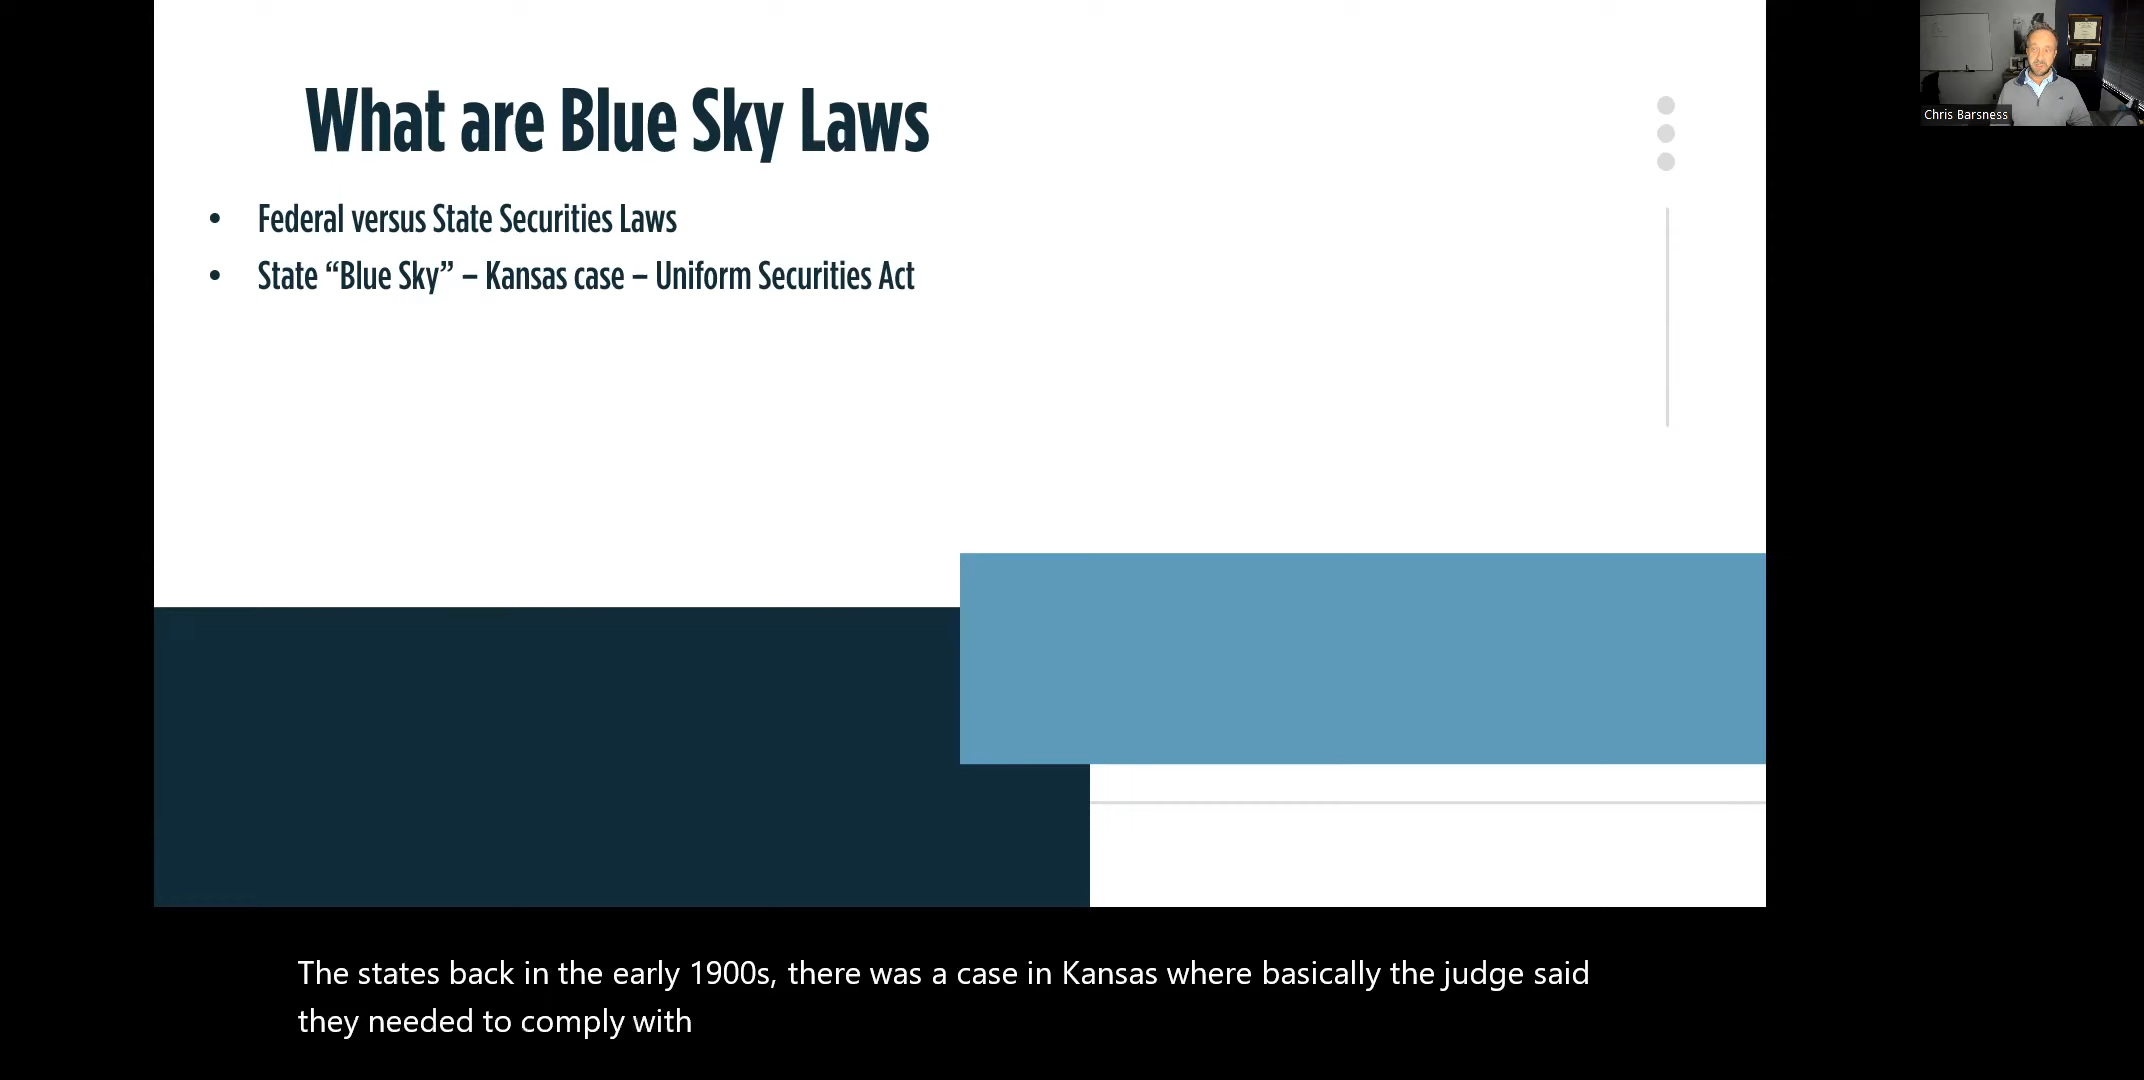 What are Blue Sky Laws
• Federal versus State Securities Laws
• State “Blue Sky” – Kansas case – Uniform Securities Act
Chris Barsness
The states back in the early 1900s, there was a case in Kansas where basically the judge said
they needed to comply with